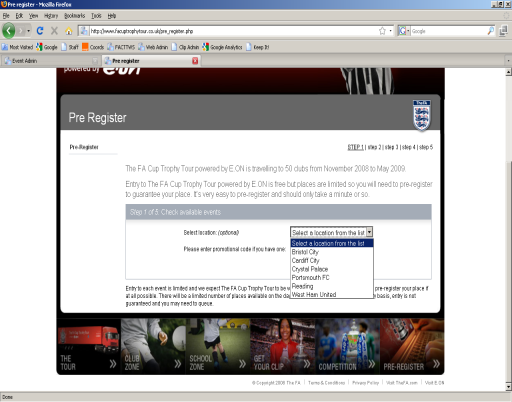 Pre register - Mozilla Firefox
File Edit View History Bookmarks Tools Help
http://www.facuptrophytour.co.uk/pre_register.php
Google
Most Visited Google Staff Coords FACTTWS Web Admin Clip Admin Google Analytics Keep It!
Event Admin Pre register
powered by e.on
Pre Register
The FA
Pre-Register
STEP 1 | step 2 | step 3 | step 4 | step 5
The FA Cup Trophy Tour powered by E.ON is travelling to 50 clubs from November 2008 to May 2009.
Entry to The FA Cup Trophy Tour powered by E.ON is free but places are limited so you will need to pre-register
to guarantee your place. It's very easy to pre-register and should only take a minute or so.
Step 1 of 5: Check available events
Select location: (optional)
Select a location from the list
Please enter promotional code if you have one:
Select a location from the list
Bristol City
Cardiff City
Crystal Palace
Portsmouth FC
Reading
West Ham United
Entry to each event is limited and we expect The FA Cup Trophy Tour to be pre-register your place if
at all possible. There will be a limited number of places available on the basis, entry is not
guaranteed and you may need to queue.
THE TOUR
CLUB ZONE
SCHOOL ZONE
GET YOUR CLIP
COMPETITION
PRE-REGISTER
© Copyright 2008 The FA | Terms & Conditions | Privacy Policy | Visit TheFA.com | Visit E.ON
Done